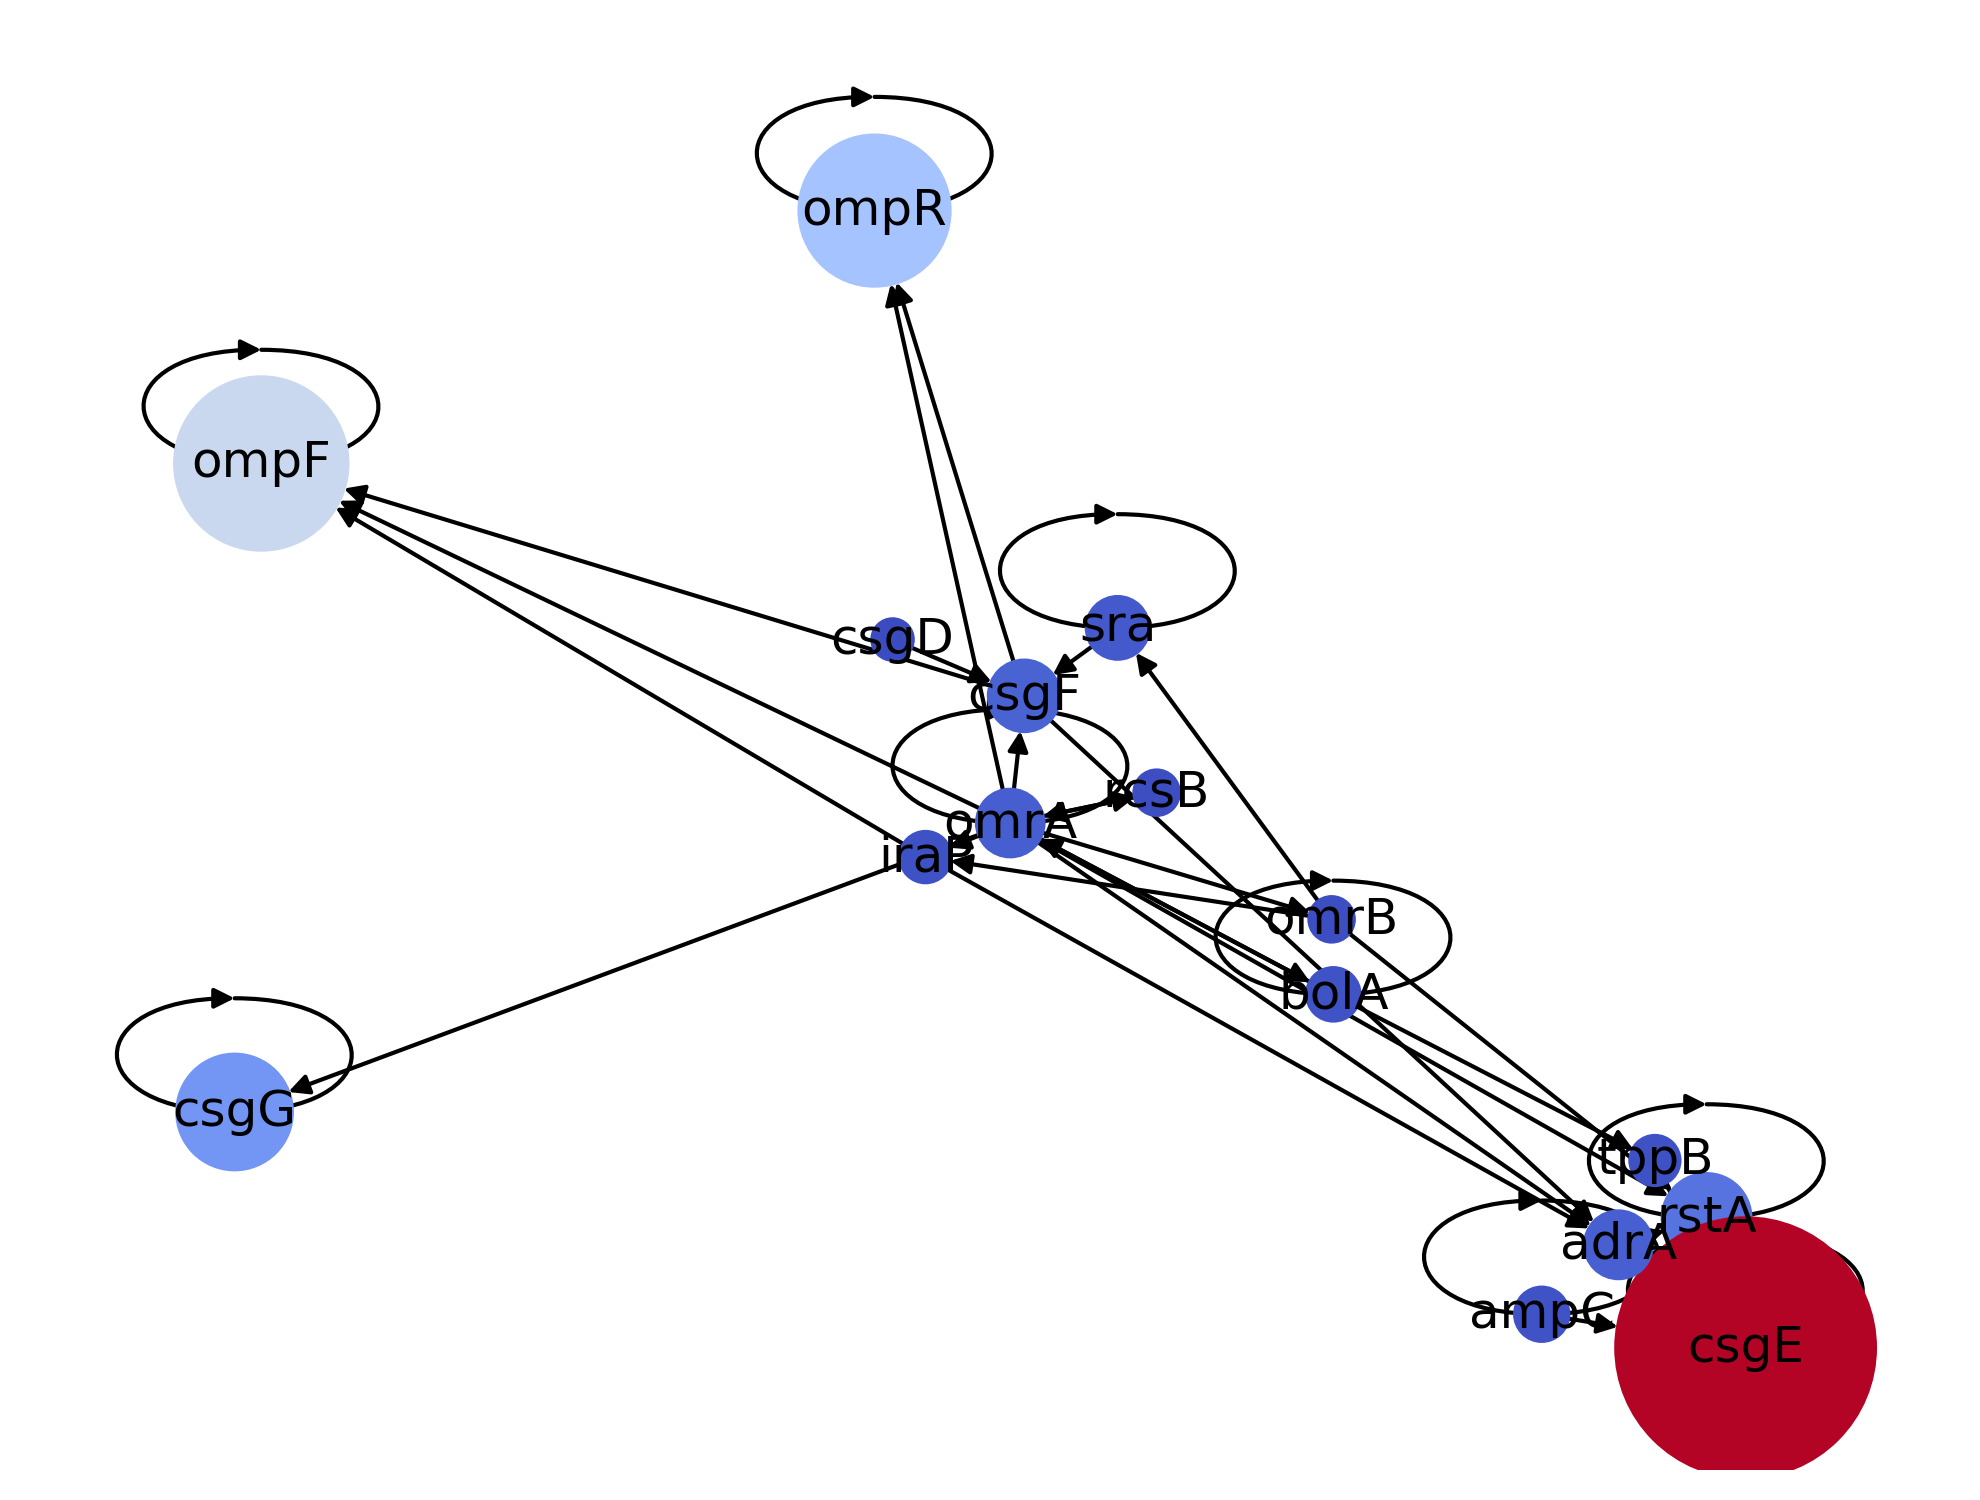 ompR
ompF
sra
csgD
csgF
rcsB
omrA
iraP
omrB
bolA
csgG
tppB
rstA
adrA
ampC
csgE